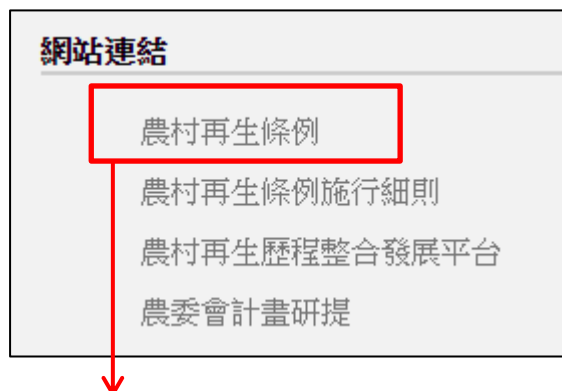 網站連結
農村再生條例
農村再生條例施行細則
農村再生歷程整合發展平台
農委會計畫研提